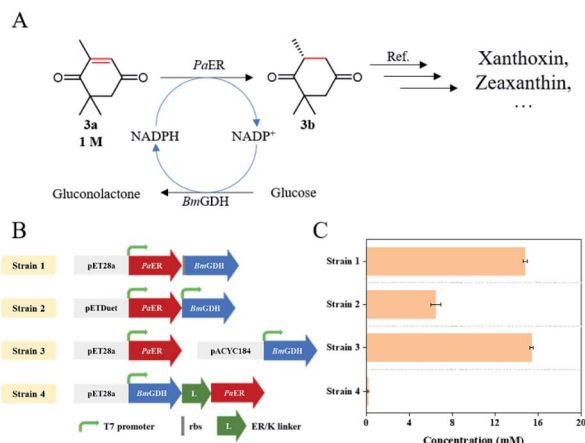 A
PaER
Ref.
Xanthoxin,
Zeaxanthin,
...
O
O
O
O
3a
1 M
3b
NADPH
NADP+
Gluconolactone
BmGDH
Glucose
B
Strain 1
pET28a
PaER
BmGDH
Strain 2
pETDuet
PaER
BmGDH
Strain 3
pET28a
PaER
pACYC184
BmGDH
Strain 4
pET28a
BmGDH
L
PaER
T7 promoter
rbs
L
ER/K linker
C
Strain 1
Strain 2
Strain 3
Strain 4
0 4 8 12 16 20
Concentration (mM)